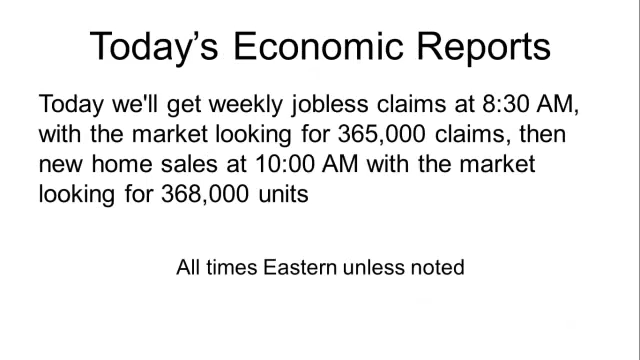 Today’s Economic Reports
Today we'll get weekly jobless claims at 8:30 AM,
with the market looking for 365,000 claims, then
new home sales at 10:00 AM with the market
looking for 368,000 units
All times Eastern unless noted